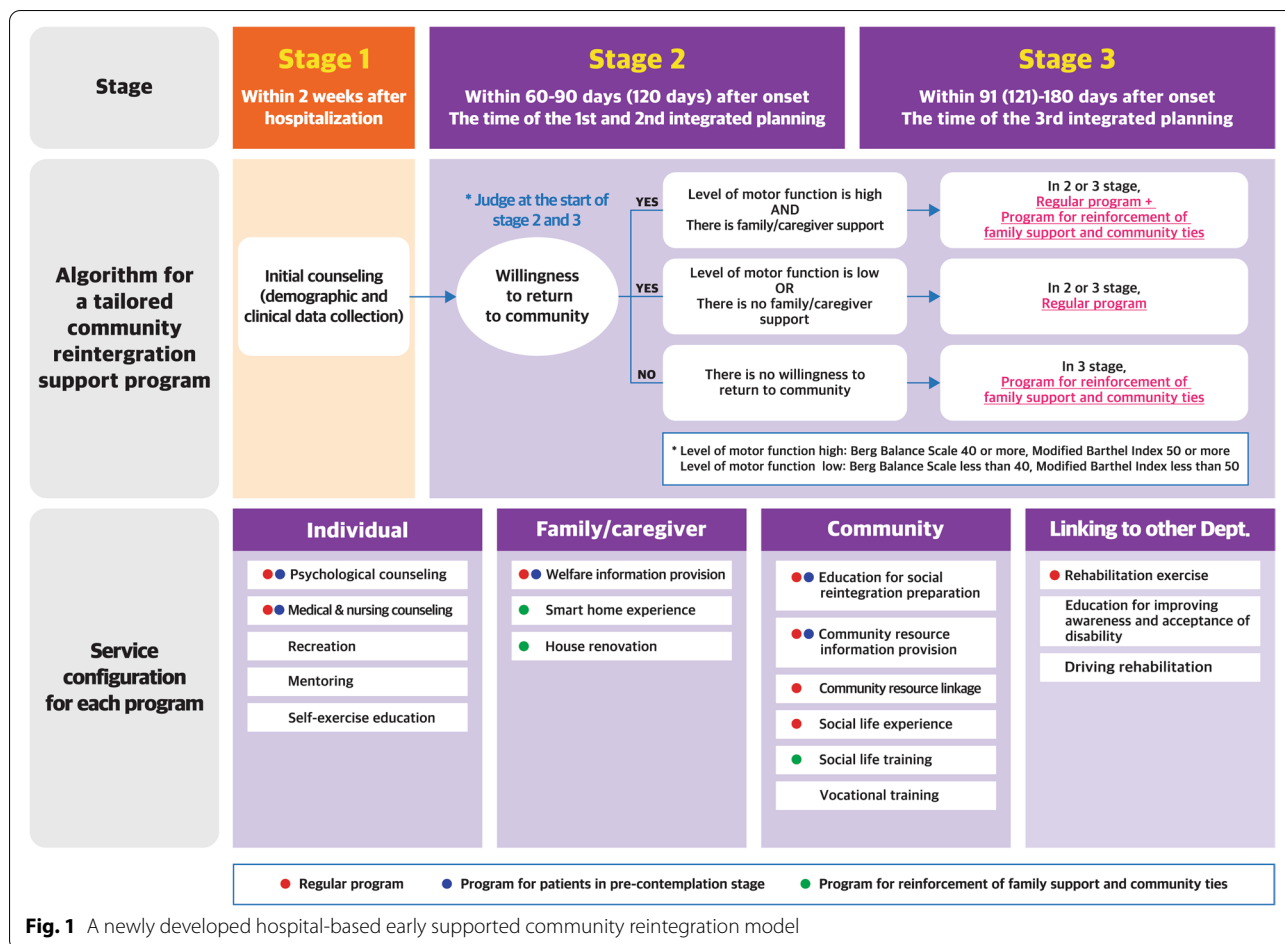 Stage
Stage 1
Within 2 weeks after
hospitalization
Stage 2
Within 60-90 days (120 days) after onset
The time of the 1st and 2nd integrated planning
Stage 3
Within 91 (121)-180 days after onset
The time of the 3rd integrated planning
Algorithm for
a tailored
community
reintergration
support program
Initial counseling
(demographic and
clinical data collection)
* Judge at the start of
stage 2 and 3
Willingness
to return
to community
YES
Level of motor function is high
AND
There is family/caregiver support
In 2 or 3 stage,
Regular program +
Program for reinforcement of
family support and community ties
YES
Level of motor function is low
OR
There is no family/caregiver
support
In 2 or 3 stage,
Regular program
NO
There is no willingness to
return to community
In 3 stage,
Program for reinforcement of
family support and community ties
* Level of motor function high: Berg Balance Scale 40 or more, Modified Barthel Index 50 or more
Level of motor function low: Berg Balance Scale less than 40, Modified Barthel Index less than 50
Service
configuration
for each program
Individual
Psychological counseling
Medical & nursing counseling
Recreation
Mentoring
Self-exercise education
Family/caregiver
Welfare information provision
Smart home experience
House renovation
Community
Education for social
reintegration preparation
Community resource
information provision
Community resource linkage
Social life experience
Social life training
Vocational training
Linking to other Dept.
Rehabilitation exercise
Education for improving
awareness and acceptance of
disability
Driving rehabilitation
Regular program
Program for patients in pre-contemplation stage
Program for reinforcement of family support and community ties
Fig. 1 A newly developed hospital-based early supported community reintegration model